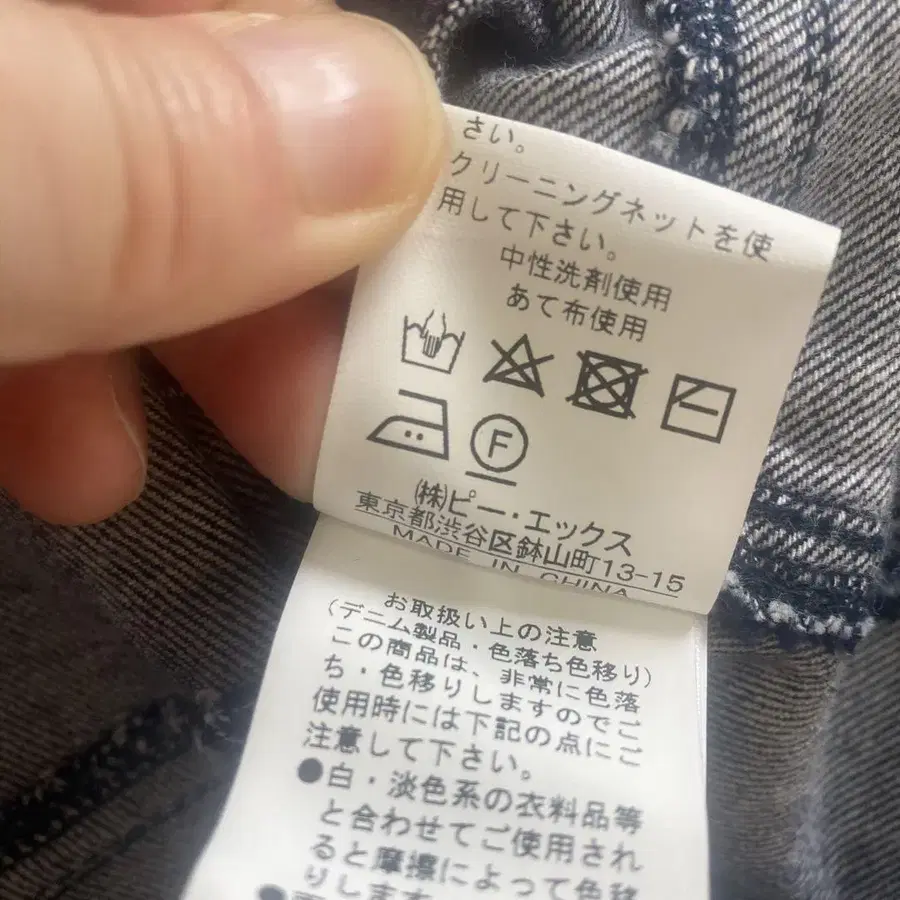 さい。
クリーニングネットを使
用して下さい。
中性洗剤使用
あて布使用
F
㈱ピー・エックス
東京都渋谷区鉢山町13-15
MADE IN CHINA
お取扱い上の注意
(デニム製品・色落ち色移り)
この商品は、非常に色落
ち・色移りしますのでご
使用時には下記の点にご
注意して下さい。
●白・淡色系の衣料品等
と合わせてご使用され
ると摩擦によって色移
りします